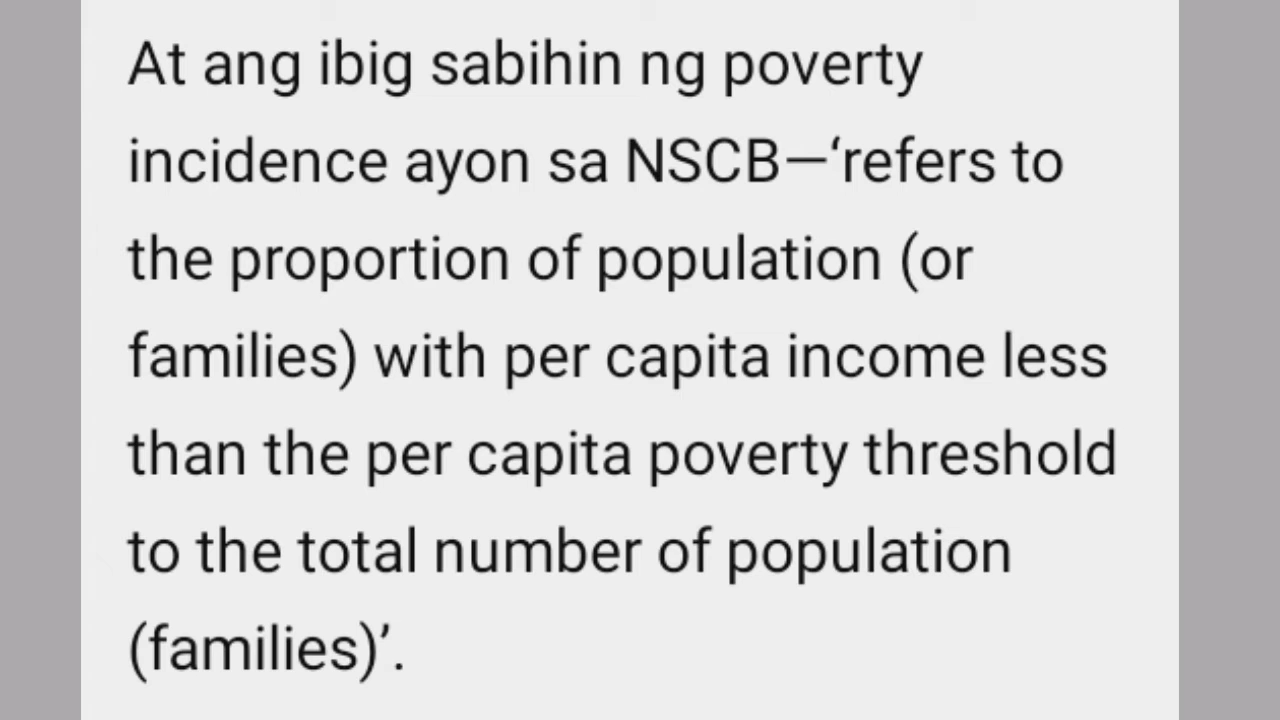 At ang ibig sabihin ng poverty
incidence ayon sa NSCB—‘refers to
the proportion of population (or
families) with per capita income less
than the per capita poverty threshold
to the total number of population
(families)’.